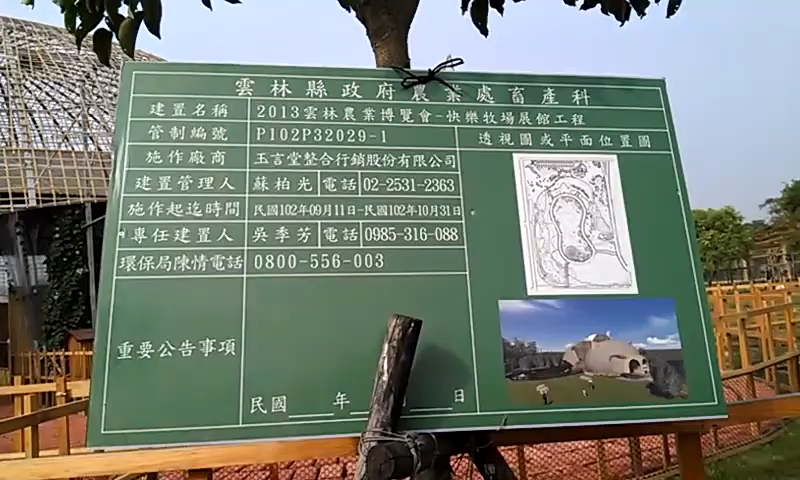 雲林縣政府農業處畜產科
建置名稱 2013雲林農業博覽會-快樂牧場展館工程
管制編號 P102P32029-1 透視圖或平面位置圖
施作廠商 玉言堂整合行銷股份有限公司
建置管理人 蘇柏光 電話 02-2531-2363
施作起迄時間 民國102年09月11日-民國102年10月31日
專任建置人 吳季芳 電話 0985-316-088
環保局陳情電話 0800-556-003
重要公告事項
民國 年 日